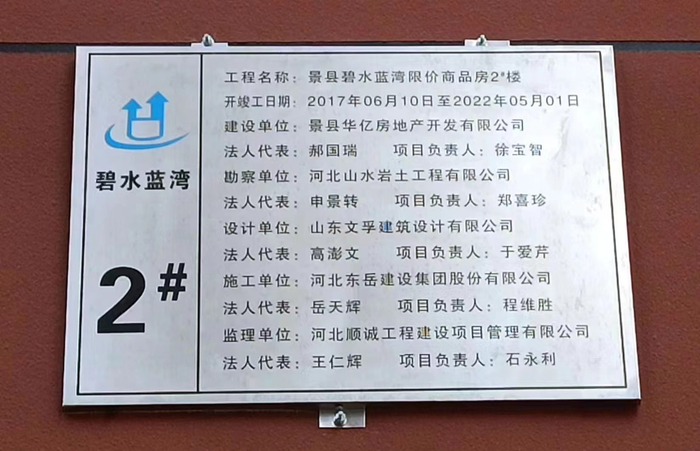 碧水蓝湾
2#
工程名称：景县碧水蓝湾限价商品房2#楼
开竣工日期：2017年06月10日至2022年05月01日
建设单位：景县华亿房地产开发有限公司
法人代表：郝国瑞 项目负责人：徐宝智
勘察单位：河北山水岩土工程有限公司
法人代表：申景转 项目负责人：郑喜珍
设计单位：山东文孚建筑设计有限公司
法人代表：高澎文 项目负责人：于爱芹
施工单位：河北东岳建设集团股份有限公司
法人代表：岳天辉 项目负责人：程维胜
监理单位：河北顺诚工程建设项目管理有限公司
法人代表：王仁辉 项目负责人：石永利